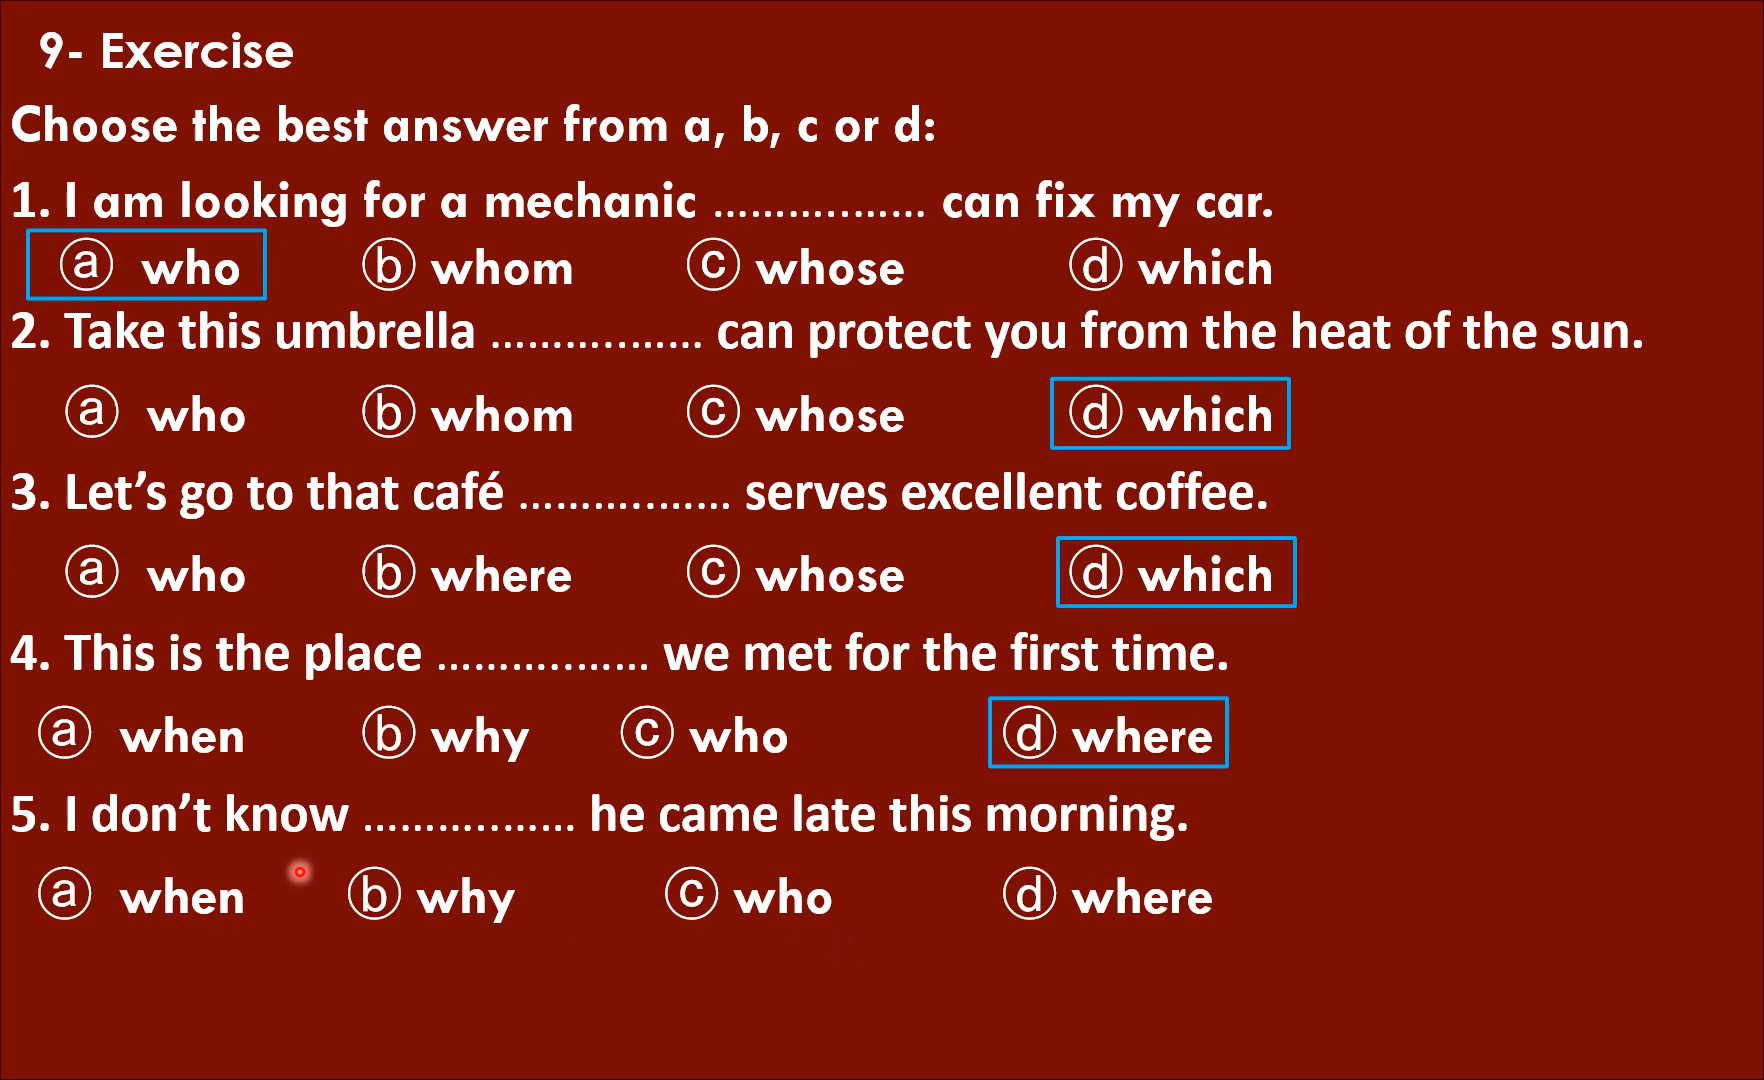 9- Exercise
Choose the best answer from a, b, c or d:
1. I am looking for a mechanic ................. can fix my car.
ⓐ who ⓑ whom ⓒ whose ⓓ which
2. Take this umbrella ................. can protect you from the heat of the sun.
ⓐ who ⓑ whom ⓒ whose ⓓ which
3. Let’s go to that café ................. serves excellent coffee.
ⓐ who ⓑ where ⓒ whose ⓓ which
4. This is the place ................. we met for the first time.
ⓐ when ⓑ why ⓒ who ⓓ where
5. I don’t know ................. he came late this morning.
ⓐ when ⓑ why ⓒ who ⓓ where